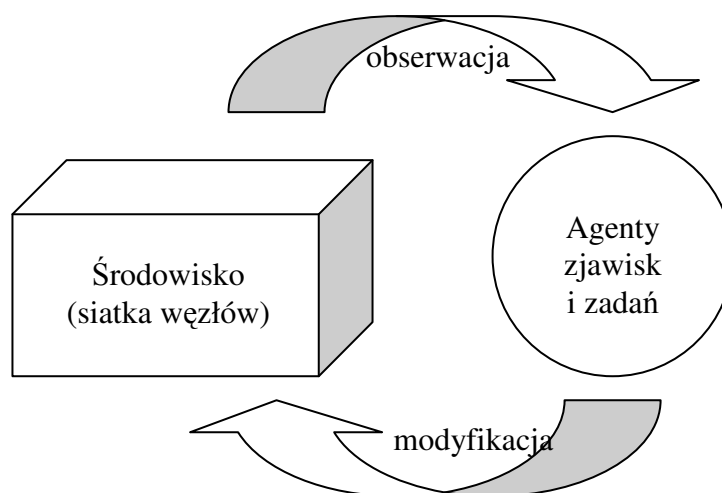 obserwacja
Środowisko
(siatka węzłów)
Agenty
zjawisk
i zadań
modyfikacja